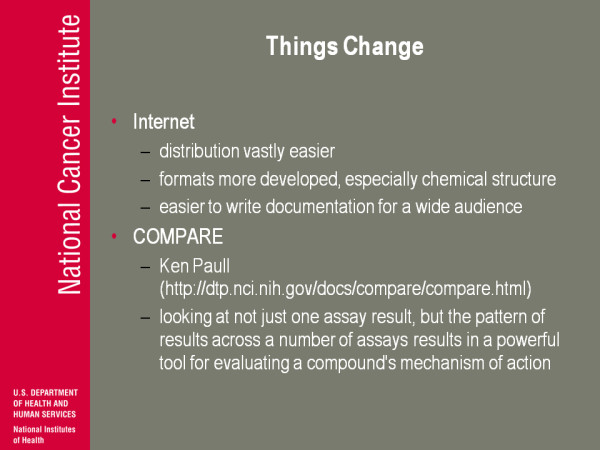 National Cancer Institute
Things Change
• Internet
– distribution vastly easier
– formats more developed, especially chemical structure
– easier to write documentation for a wide audience
• COMPARE
– Ken Paull
(http://dtp.nci.nih.gov/docs/compare/compare.html)
– looking at not just one assay result, but the pattern of
results across a number of assays results in a powerful
tool for evaluating a compound's mechanism of action
U.S. DEPARTMENT
OF HEALTH AND
HUMAN SERVICES
National Institutes
of Health